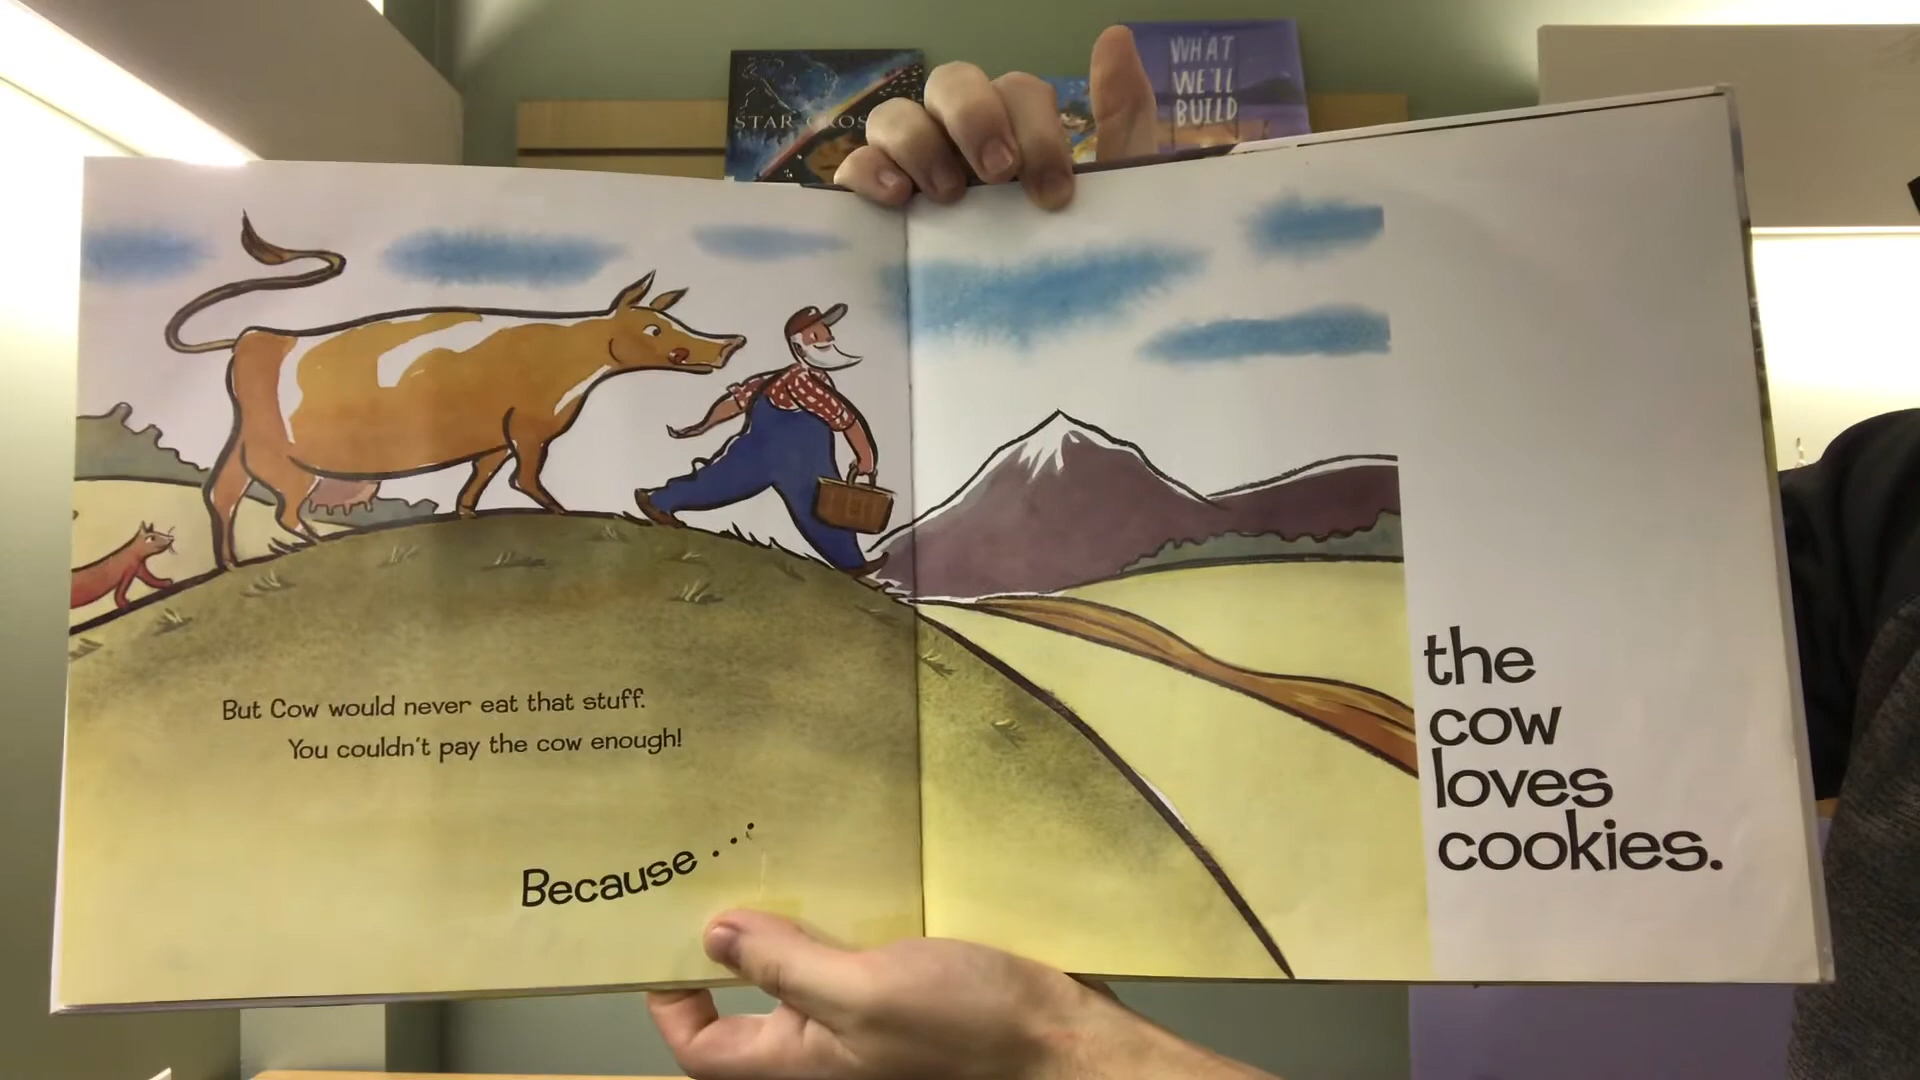 STAR CROS
WHAT
WE'LL
BUILD
But Cow would never eat that stuff.
You couldn't pay the cow enough!
Because . . .
the
cow
loves
cookies.